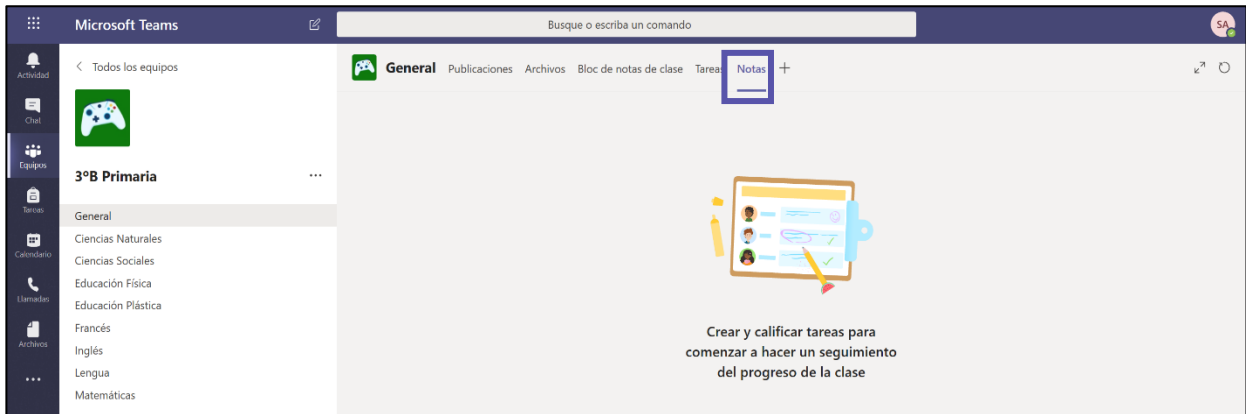 Microsoft Teams
Busque o escriba un comando
SA
Actividad
Chat
Equipos
Tareas
Calendario
Llamadas
Archivos
Todos los equipos
3ºB Primaria
General
Ciencias Naturales
Ciencias Sociales
Educación Física
Educación Plástica
Francés
Inglés
Lengua
Matemáticas
General Publicaciones Archivos Bloc de notas de clase Tareas Notas
Crear y calificar tareas para
comenzar a hacer un seguimiento
del progreso de la clase